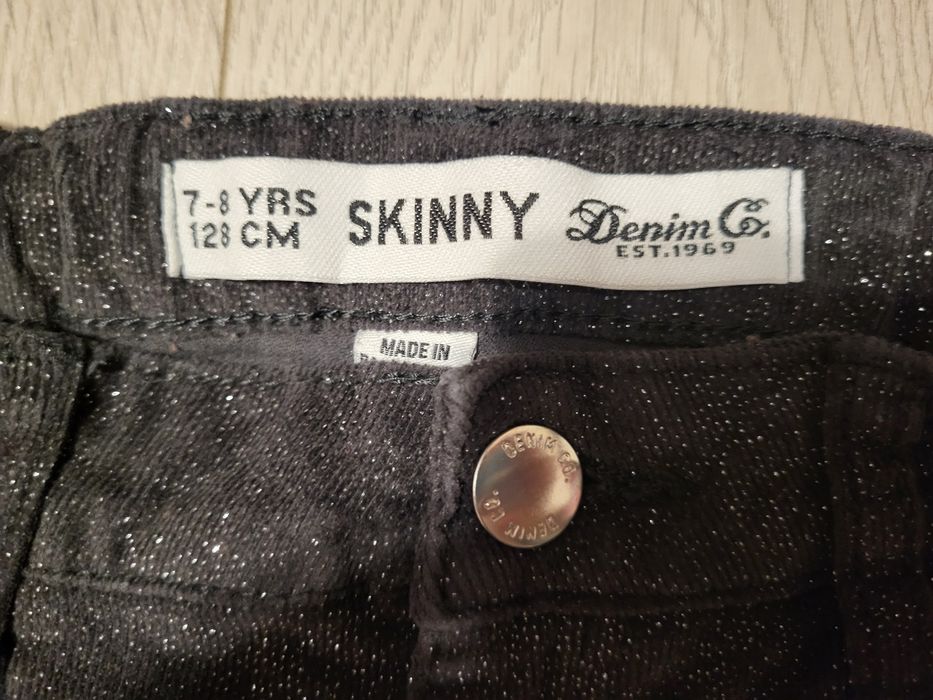 7-8 YRS
128 CM
SKINNY
Denim Co.
EST.1969
MADE IN
DENIM CO.
DENIM CO.